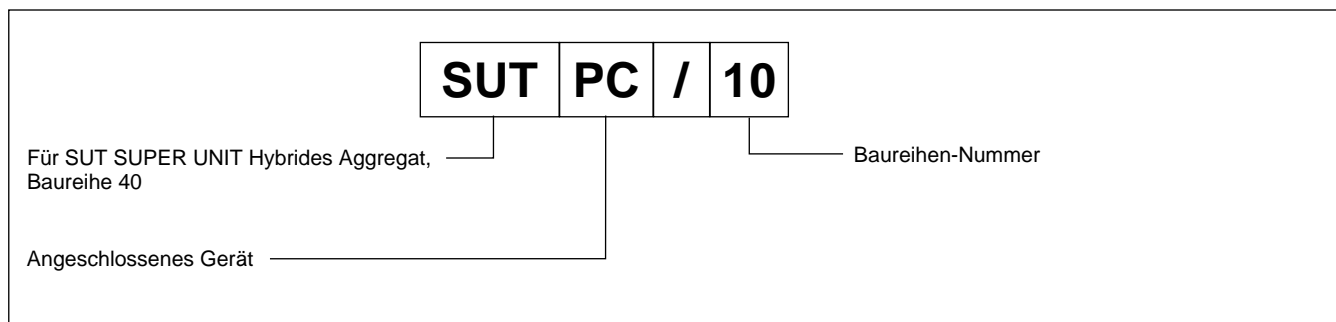 SUT PC / 10
Für SUT SUPER UNIT Hybrides Aggregat,
Baureihe 40
Baureihen-Nummer
Angeschlossenes Gerät